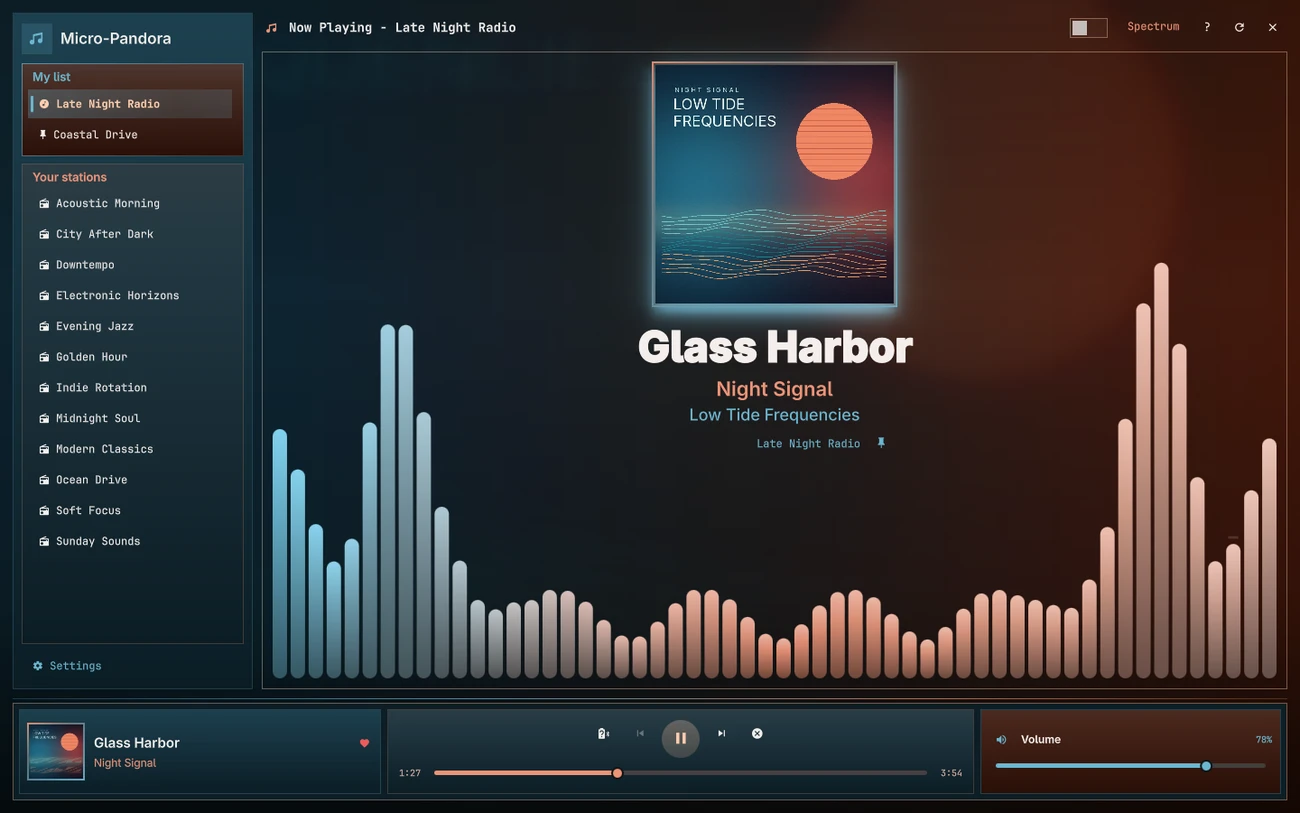 Micro-Pandora
My list
Late Night Radio
Coastal Drive
Your stations
Acoustic Morning
City After Dark
Downtempo
Electronic Horizons
Evening Jazz
Golden Hour
Indie Rotation
Midnight Soul
Modern Classics
Ocean Drive
Soft Focus
Sunday Sounds
Settings
Now Playing - Late Night Radio
Spectrum
?
NIGHT SIGNAL
LOW TIDE
FREQUENCIES
Glass Harbor
Night Signal
Low Tide Frequencies
Late Night Radio
Glass Harbor
Night Signal
1:27
3:54
Volume
78%